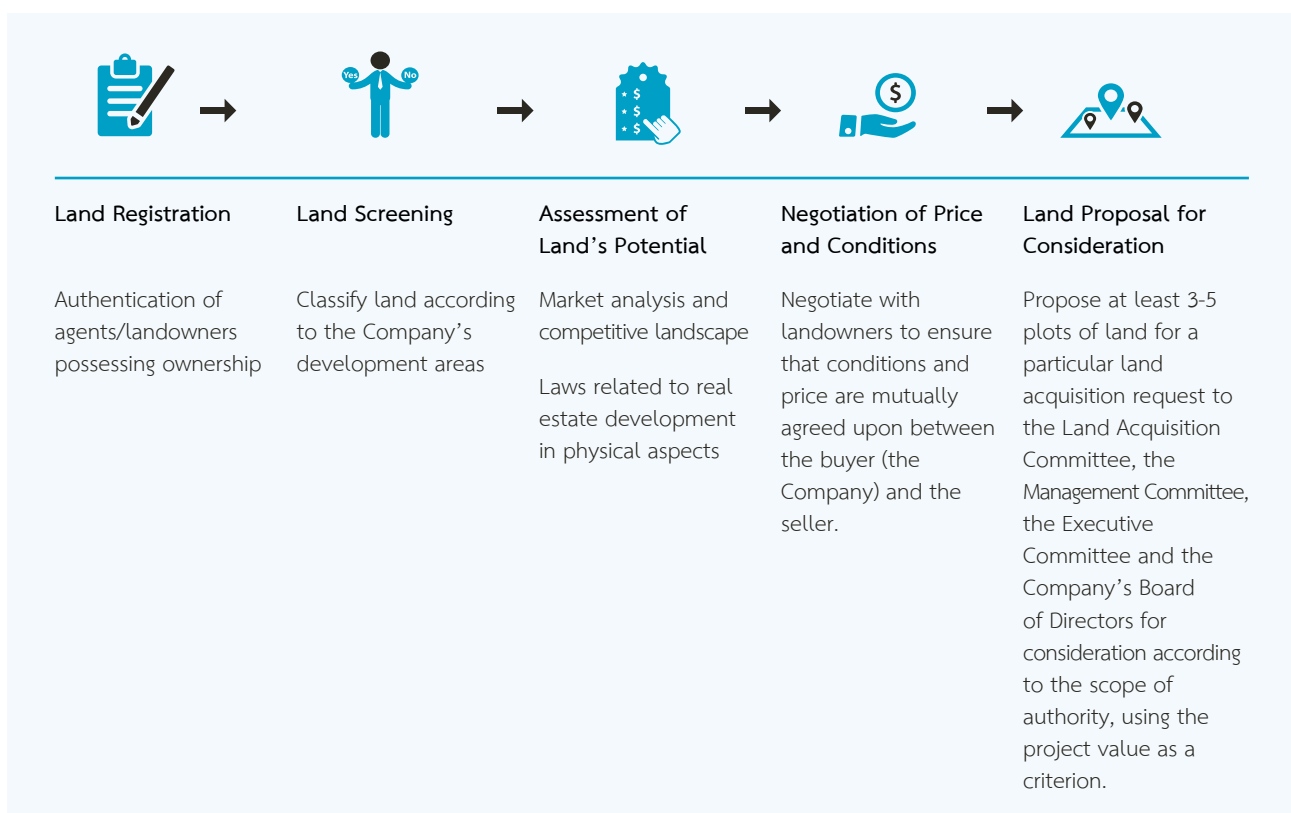 Yes
No
$
$
$
$
Land Registration
Authentication of
agents/landowners
possessing ownership
Land Screening
Classify land according
to the Company’s
development areas
Assessment of
Land’s Potential
Market analysis and
competitive landscape
Laws related to real
estate development
in physical aspects
Negotiation of Price
and Conditions
Negotiate with
landowners to ensure
that conditions and
price are mutually
agreed upon between
the buyer (the
Company) and the
seller.
Land Proposal for
Consideration
Propose at least 3-5
plots of land for a
particular land
acquisition request to
the Land Acquisition
Committee, the
Management Committee,
the Executive
Committee and the
Company’s Board
of Directors for
consideration according
to the scope of
authority, using the
project value as a
criterion.